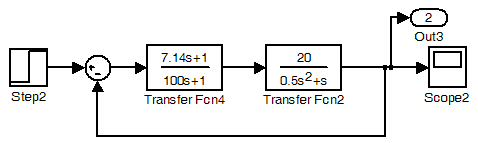 2
Out3
Step2
7.14s+1
100s+1
Transfer Fcn4
20
0.5s²+s
Transfer Fcn2
Scope2